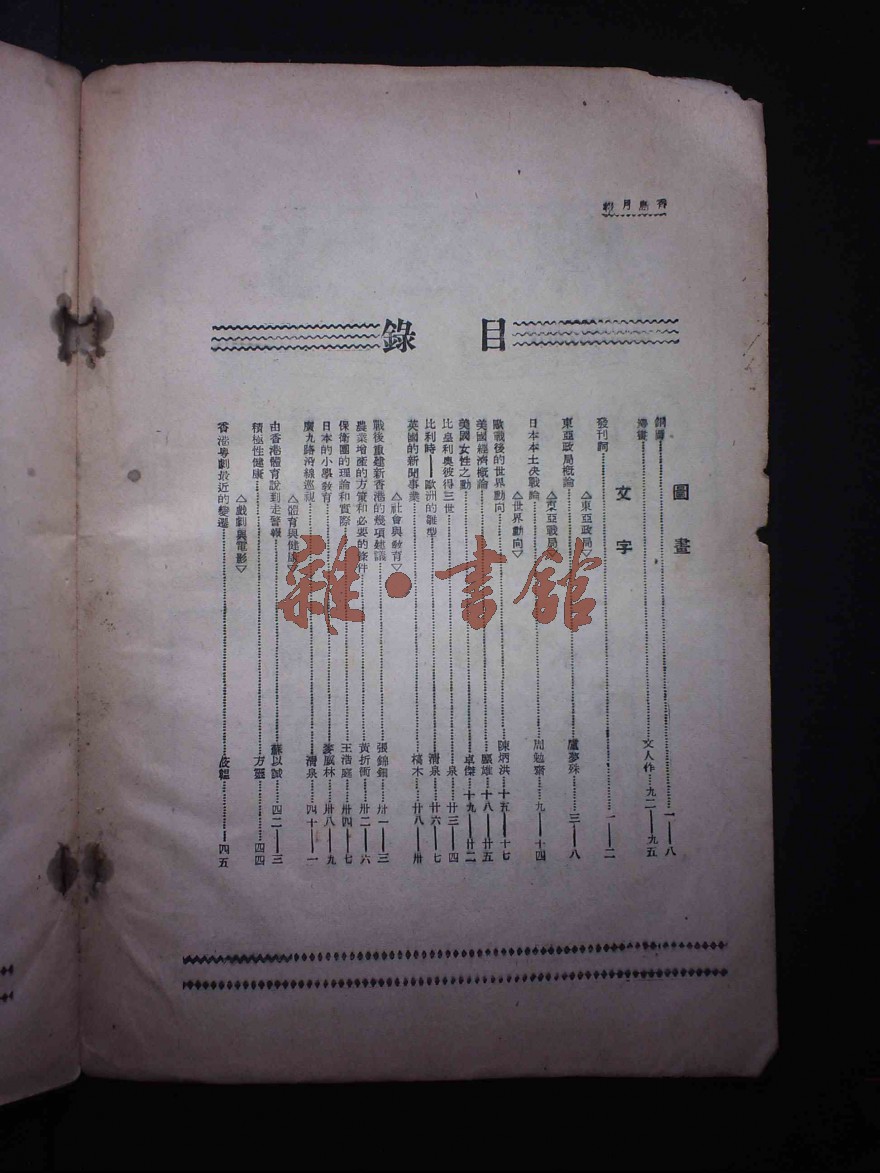 香島月報
目錄
圖畫
銅圖 一——八
漫畫 文人作 九二——九五
文字
發刊詞 一——二
△東亞政局▽
東亞政局概論 盧夢殊 三——八
△東亞戰局▽
日本本土決戰論 周勉齋 九——十四
△世界動向▽
歐戰後的世界動向 陳炳洪 十五——十七
美國經濟概論 雄 十八——廿五
美國女性之動 卓傑 十九——廿二
比皇利奧彼得三世 泉 廿三——四
比利時——歐洲的雛型 清泉 廿六——七
英國的新聞事業 槁木 廿八——卅
△社會與教育▽
戰後重建新香港的幾項建議 張錦 卅一——三
農業增產的方策和必要的條件 黃折衝 卅二——六
保衛團的理論和實際 王浩庭 卅四——七
日本的小學教育 麥風林 卅八——九
廣九路沿線巡視 清泉 四十——一
△體育與健康▽
由香港體育說到走警報 蘇以誠 四二——三
積極性健康 方靈 四四
△戲劇與電影▽
香港粵劇最近的變遷 四五
雜·書館